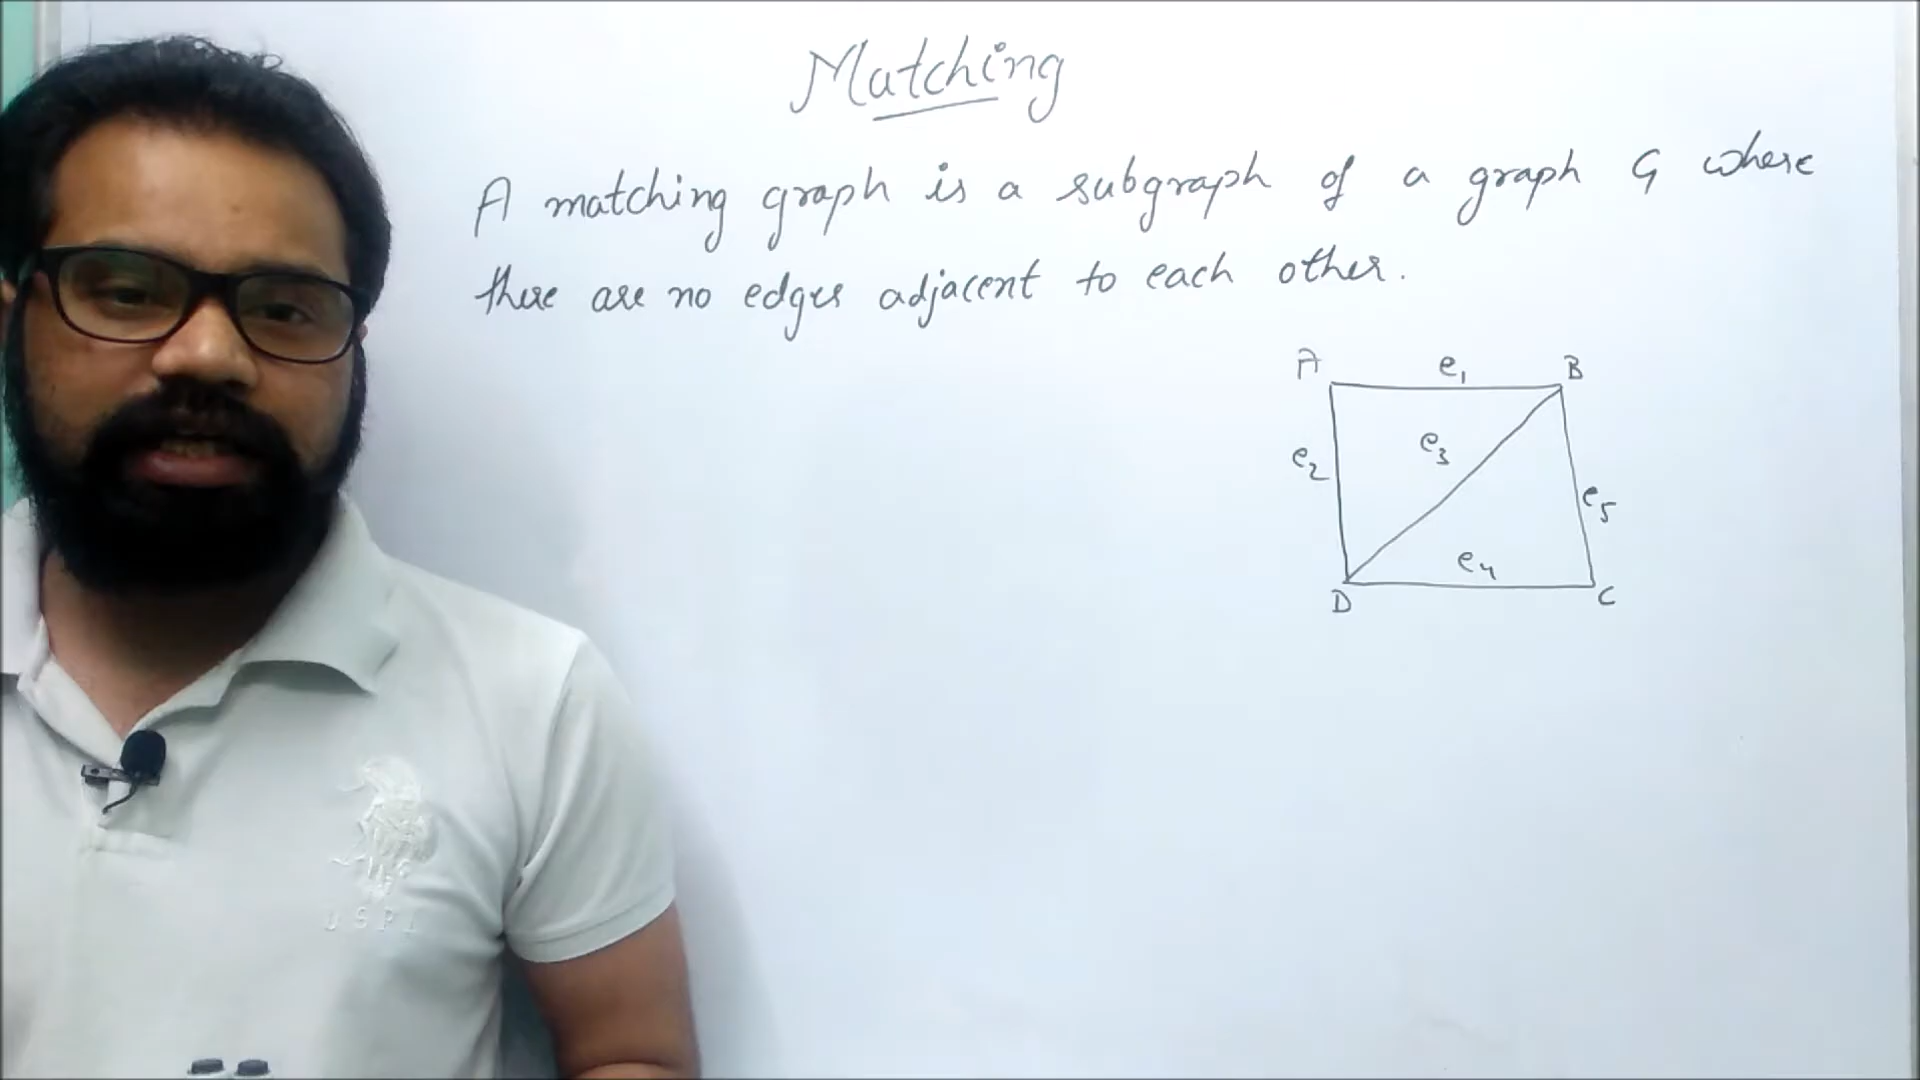 Matching
A matching graph is a subgraph of a graph G where
there are no edges adjacent to each other.
A e1 B
e3
e2
e5
e4
D C
USPA